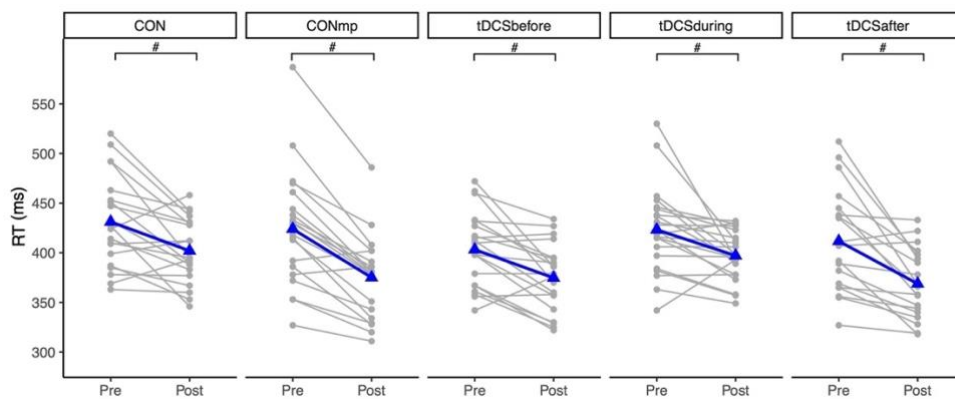 CON CONmp tDCSbefore tDCSduring tDCSafter
# # # # #
RT (ms)
550
500
450
400
350
300
Pre Post Pre Post Pre Post Pre Post Pre Post